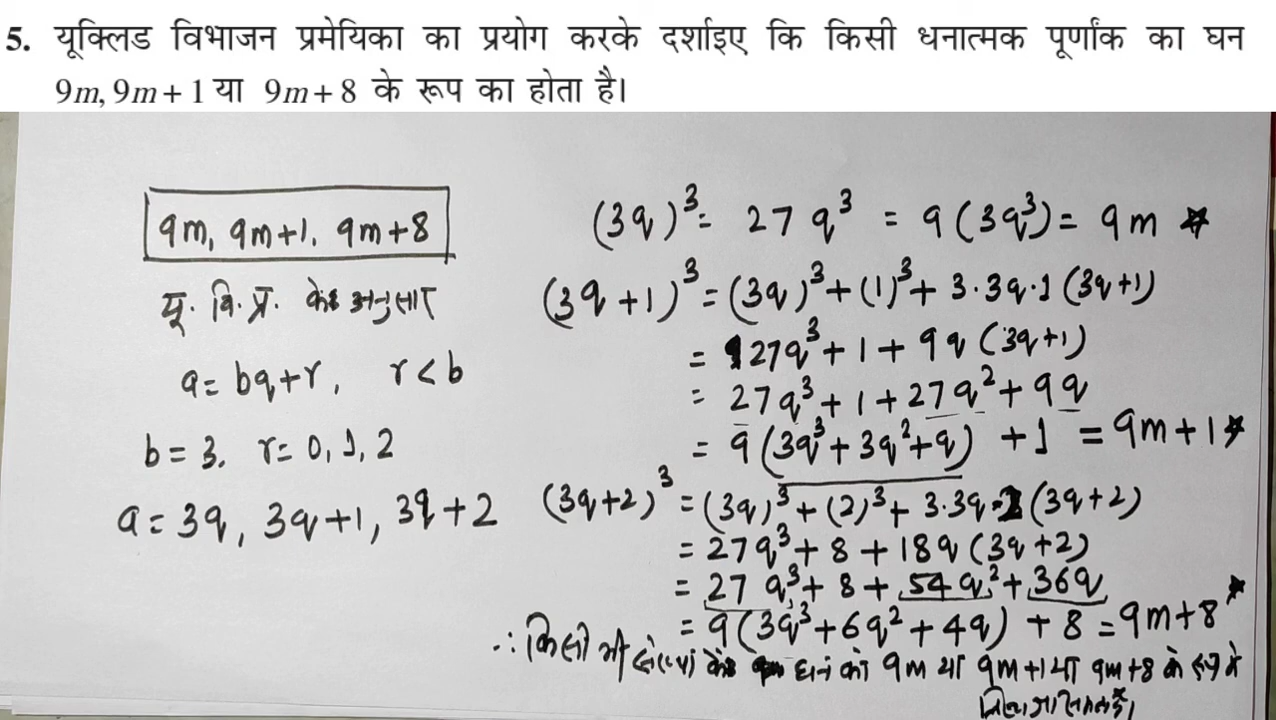 5. यूक्लिड विभाजन प्रमेयिका का प्रयोग करके दर्शाइए कि किसी धनात्मक पूर्णांक का घन
9m, 9m + 1 या 9m + 8 के रूप का होता है।
9m, 9m+1, 9m+8
यू. वि. प्र. के अनुसार
a = bq+r, r < b
b = 3. r = 0, 1, 2
a = 3q, 3q+1, 3q+2
(3q)³ = 27q³ = 9(3q³) = 9m *
(3q+1)³ = (3q)³ + (1)³ + 3·3q·1 (3q+1)
= 27q³ + 1 + 9q (3q+1)
= 27q³ + 1 + 27q² + 9q
= 9(3q³ + 3q² + q) + 1 = 9m+1 *
(3q+2)³ = (3q)³ + (2)³ + 3·3q·2 (3q+2)
= 27q³ + 8 + 18q (3q+2)
= 27q³ + 8 + 54q² + 36q
= 9(3q³ + 6q² + 4q) + 8 = 9m+8 *
∴ किसी भी के घन को 9m या 9m+1 या 9m+8 के रूप मे